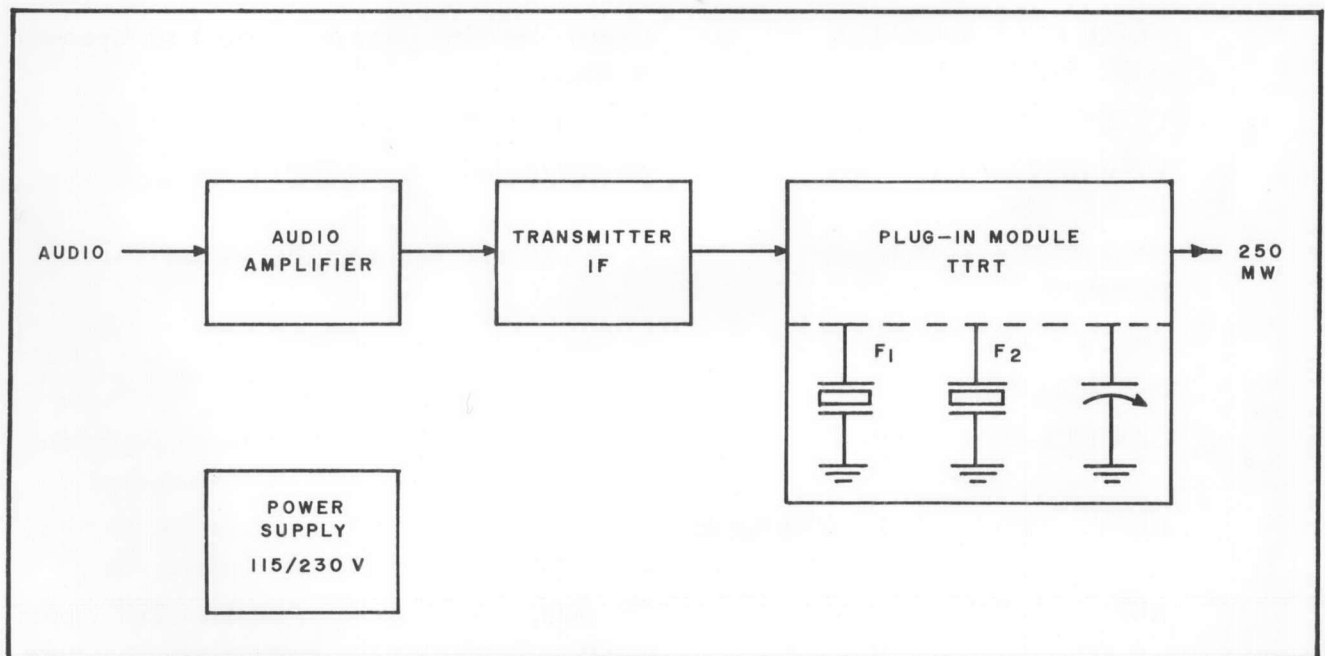 AUDIO
AUDIO
AMPLIFIER
TRANSMITTER
IF
PLUG-IN MODULE
TTRT
250
MW
F1
F2
POWER
SUPPLY
115/230 V